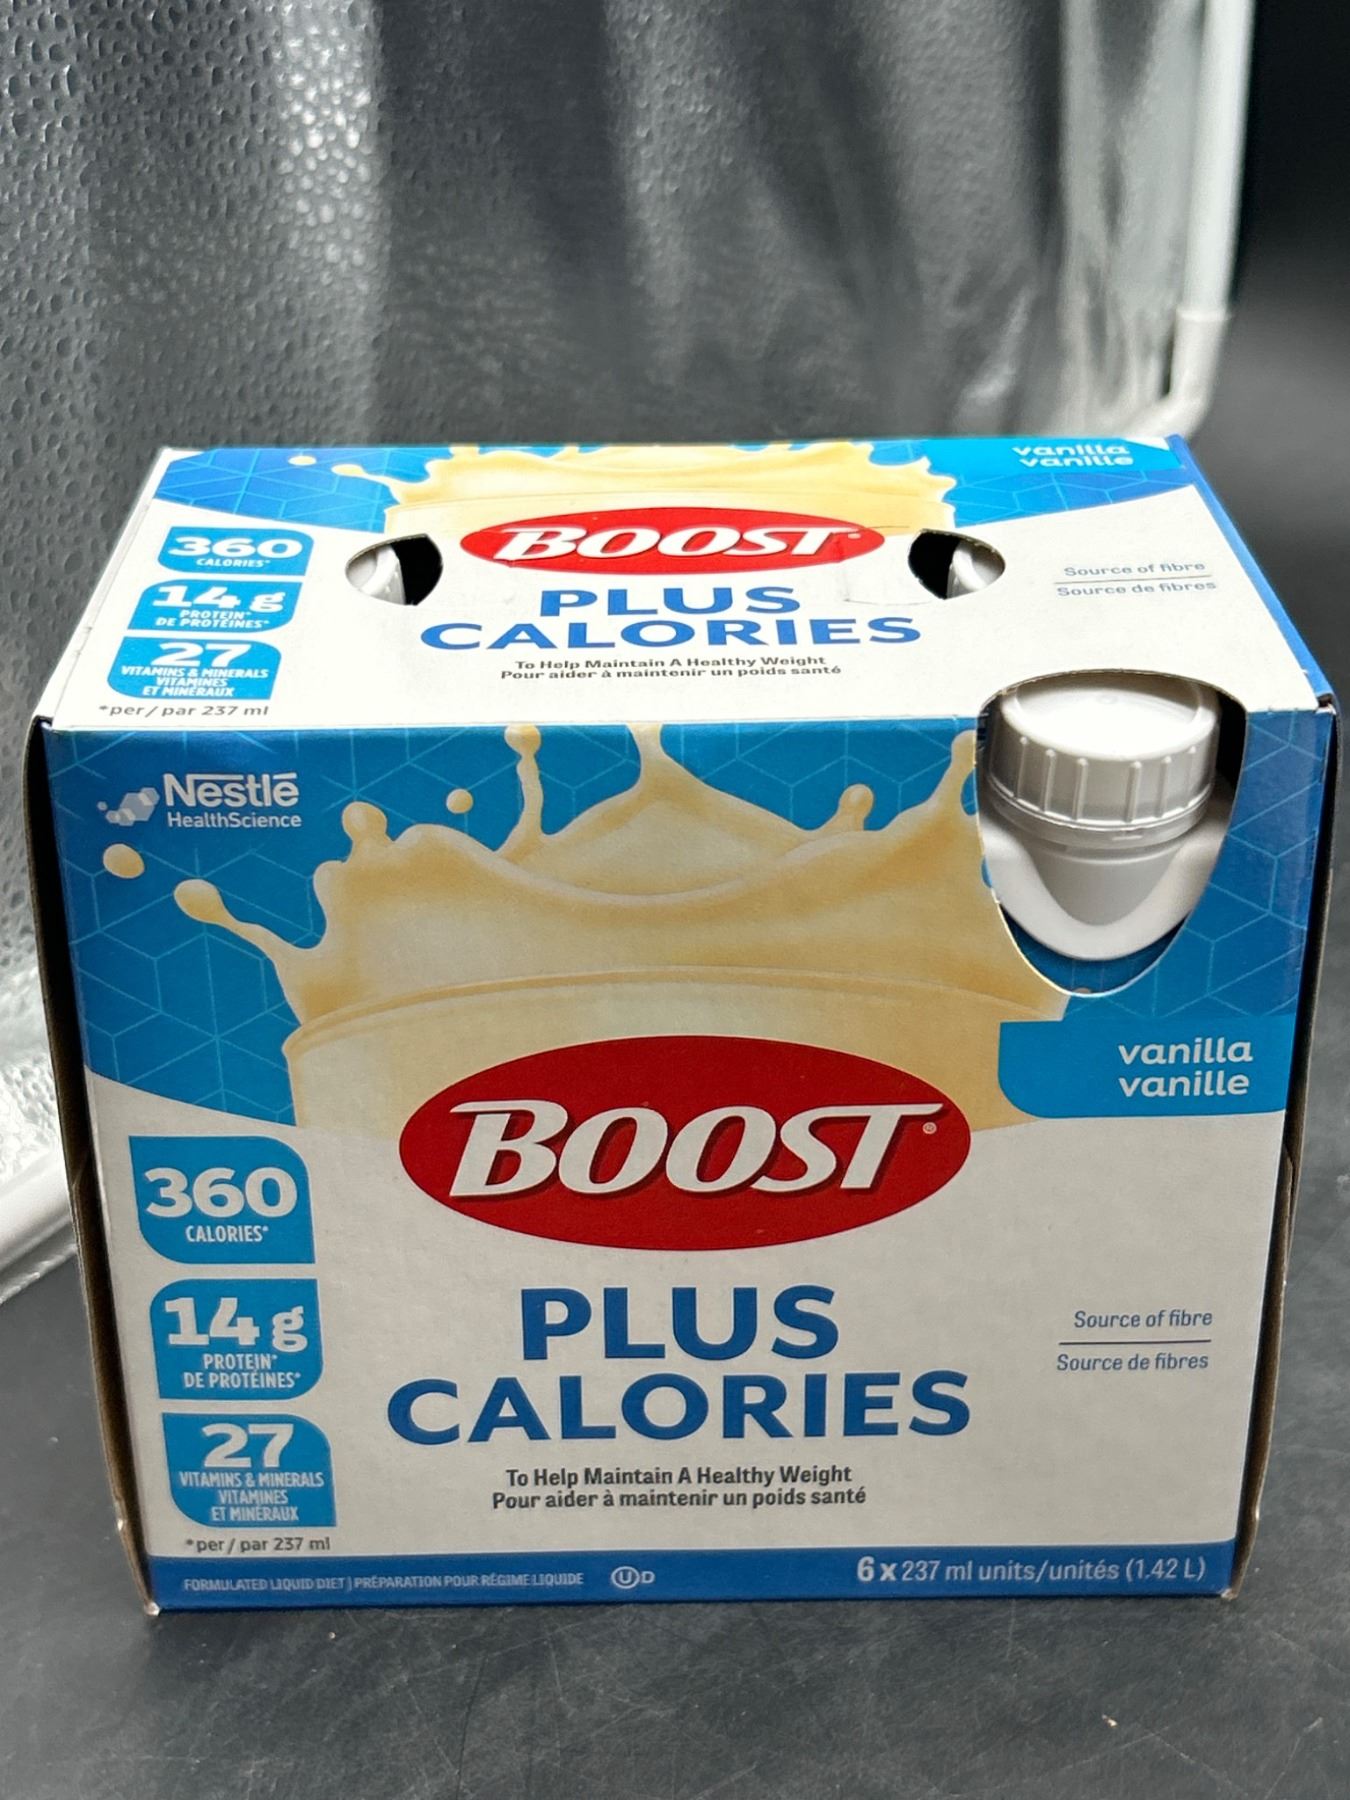 vanilla
vanille
BOOST
360
CALORIES*
14 g
PROTEIN*
DE PROTÉINES*
27
VITAMINS & MINERALS
VITAMINES
ET MINÉRAUX
*per / par 237 ml
PLUS
CALORIES
To Help Maintain A Healthy Weight
Pour aider à maintenir un poids santé
Source of fibre
Source de fibres
Nestlé
HealthScience
vanilla
vanille
BOOST®
360
CALORIES*
14 g
PROTEIN*
DE PROTÉINES*
27
VITAMINS & MINERALS
VITAMINES
ET MINÉRAUX
*per / par 237 ml
PLUS
CALORIES
To Help Maintain A Healthy Weight
Pour aider à maintenir un poids santé
Source of fibre
Source de fibres
FORMULATED LIQUID DIET | PRÉPARATION POUR RÉGIME LIQUIDE
U D
6 x 237 ml units/unités (1.42 L)